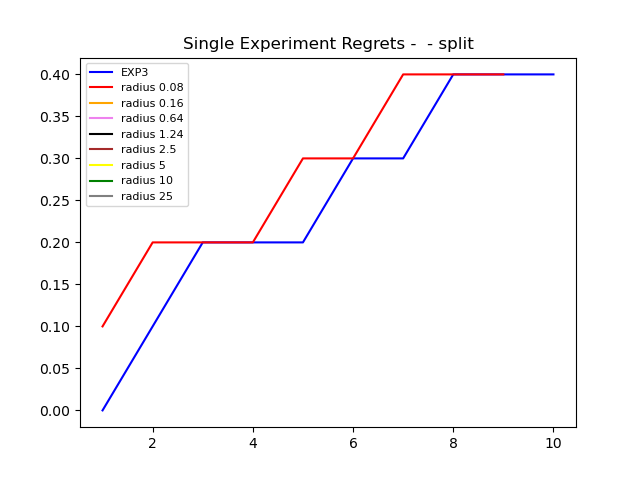 Single Experiment Regrets -  - split
EXP3
radius 0.08
radius 0.16
radius 0.64
radius 1.24
radius 2.5
radius 5
radius 10
radius 25
0.40
0.35
0.30
0.25
0.20
0.15
0.10
0.05
0.00
2 4 6 8 10